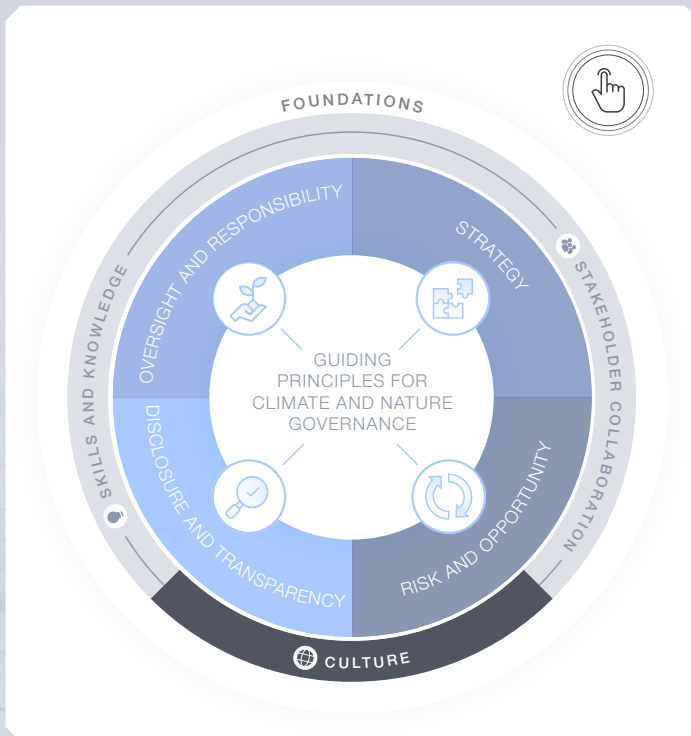 FOUNDATIONS
OVERSIGHT AND RESPONSIBILITY
STRATEGY
SKILLS AND KNOWLEDGE
STAKEHOLDER COLLABORATION
GUIDING
PRINCIPLES FOR
CLIMATE AND NATURE
GOVERNANCE
DISCLOSURE AND TRANSPARENCY
RISK AND OPPORTUNITY
CULTURE